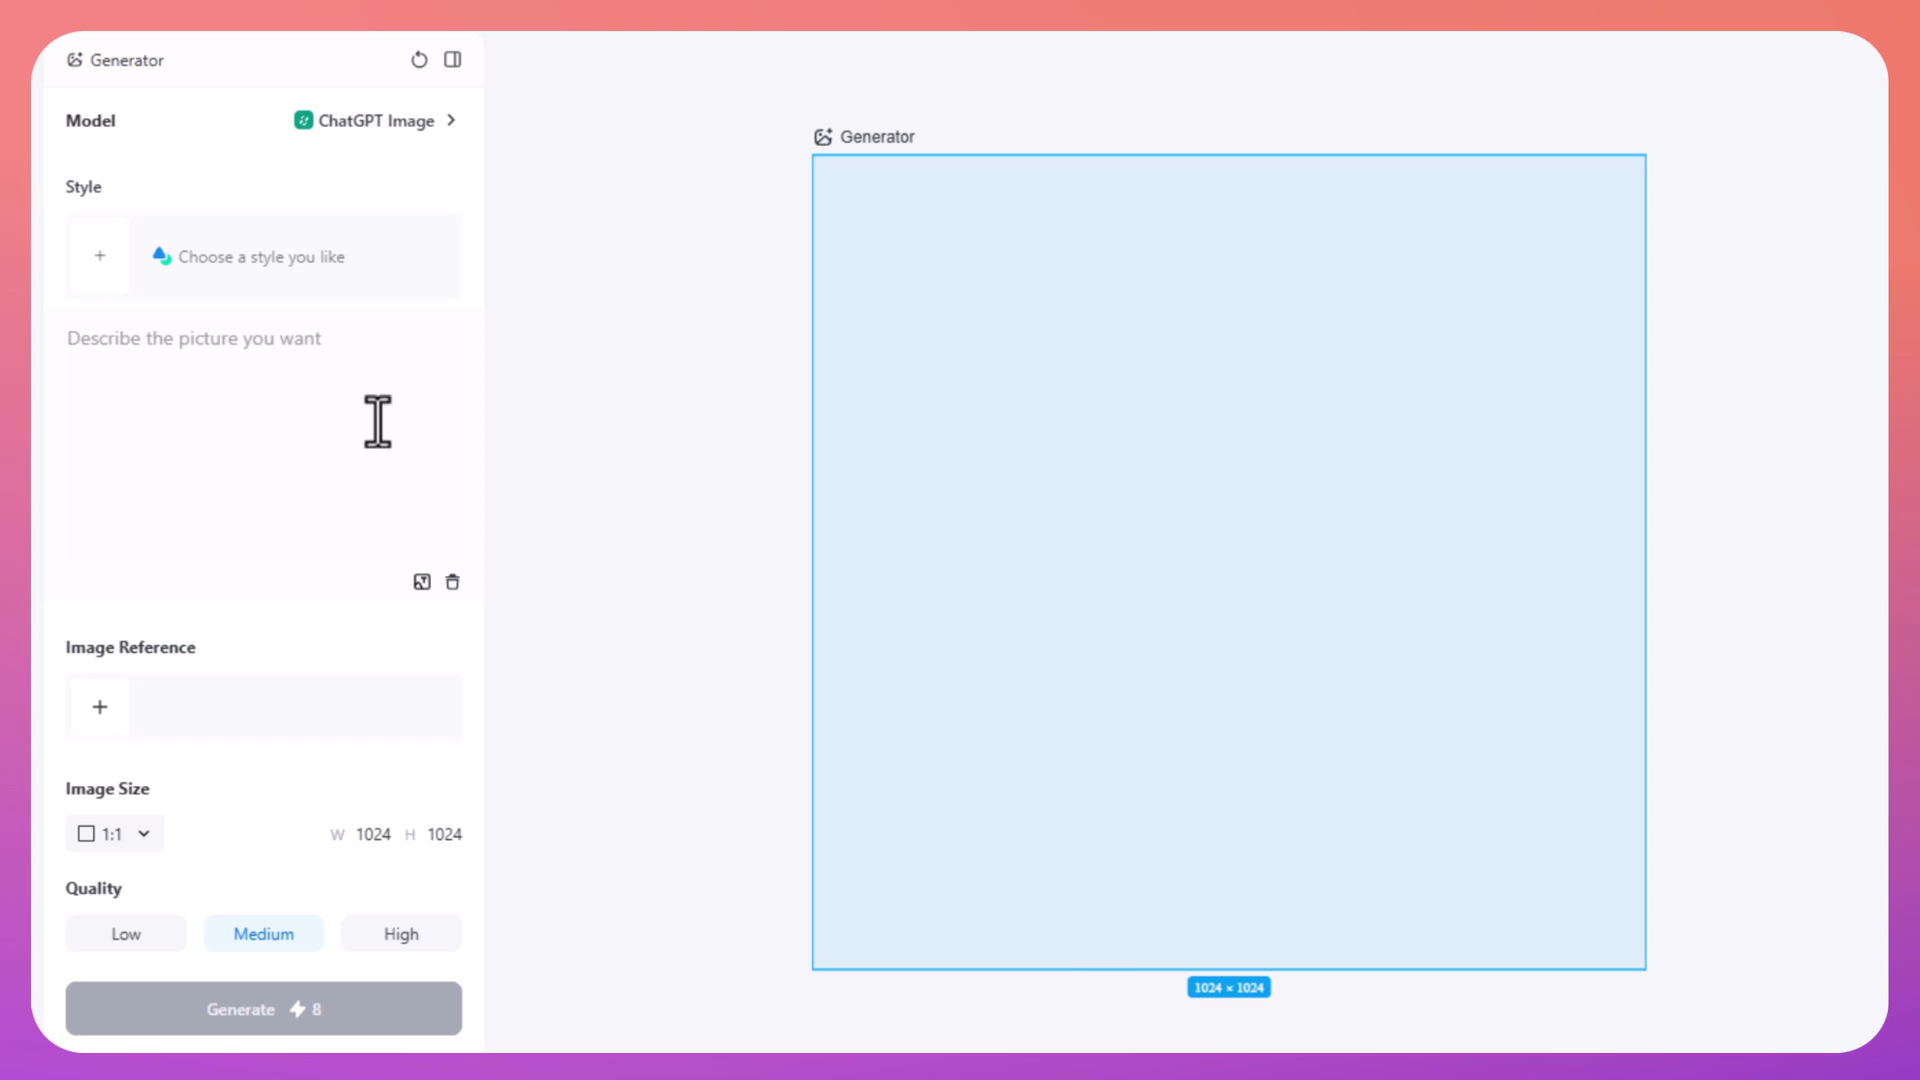 Generator
Model
ChatGPT Image
Style
Choose a style you like
Describe the picture you want
Image Reference
Image Size
1:1
W 1024 H 1024
Quality
Low
Medium
High
Generate 8
Generator
1024 × 1024